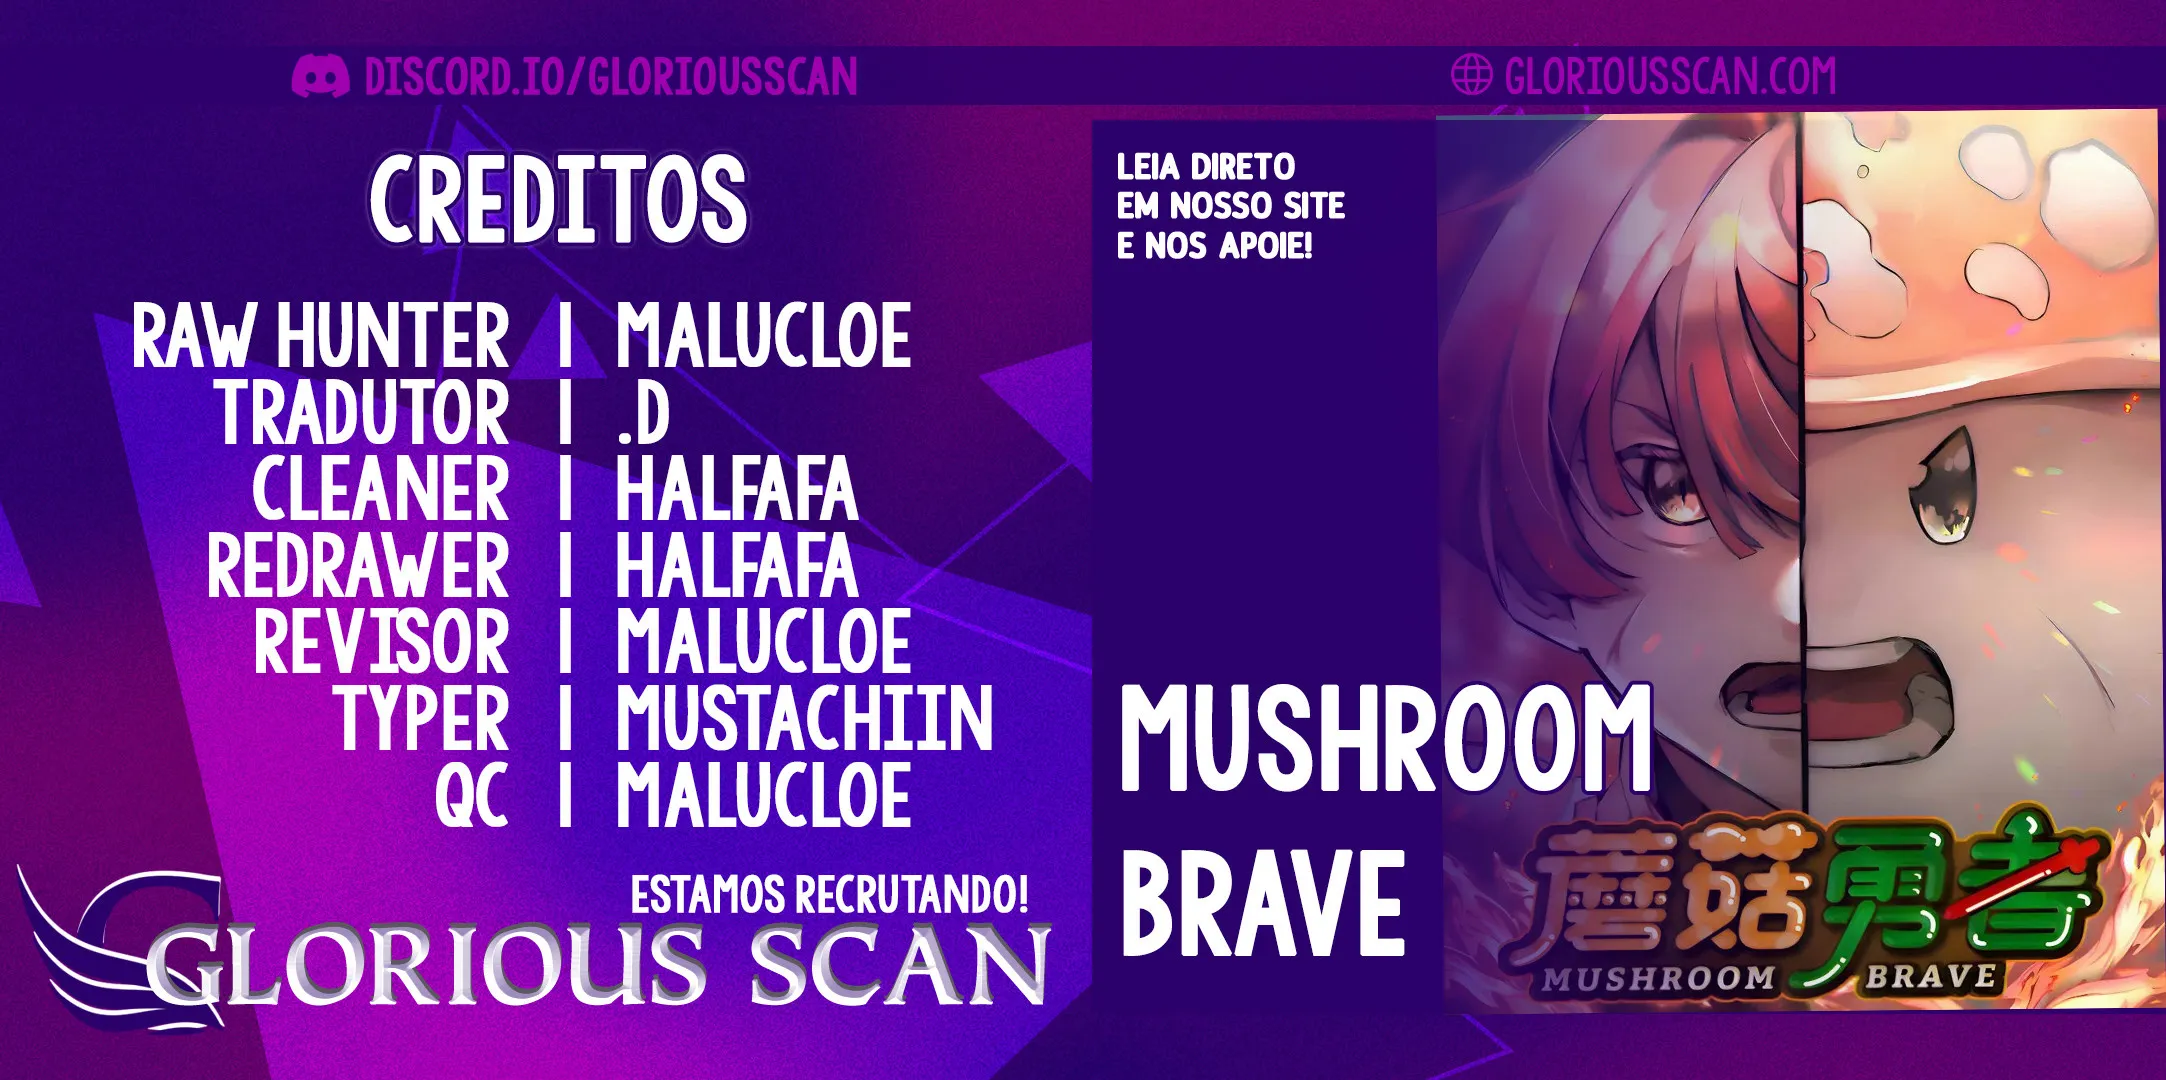 DISCORD.IO/GLORIOUSSCAN
GLORIOUSSCAN.COM
CREDITOS
RAW HUNTER | MALUCLOE
TRADUTOR | .D
CLEANER | HALFAFA
REDRAWER | HALFAFA
REVISOR | MALUCLOE
TYPER | MUSTACHIIN
QC | MALUCLOE
ESTAMOS RECRUTANDO!
GLORIOUS SCAN
LEIA DIRETO
EM NOSSO SITE
E NOS APOIE!
MUSHROOM
BRAVE
蘑菇勇者
MUSHROOM BRAVE